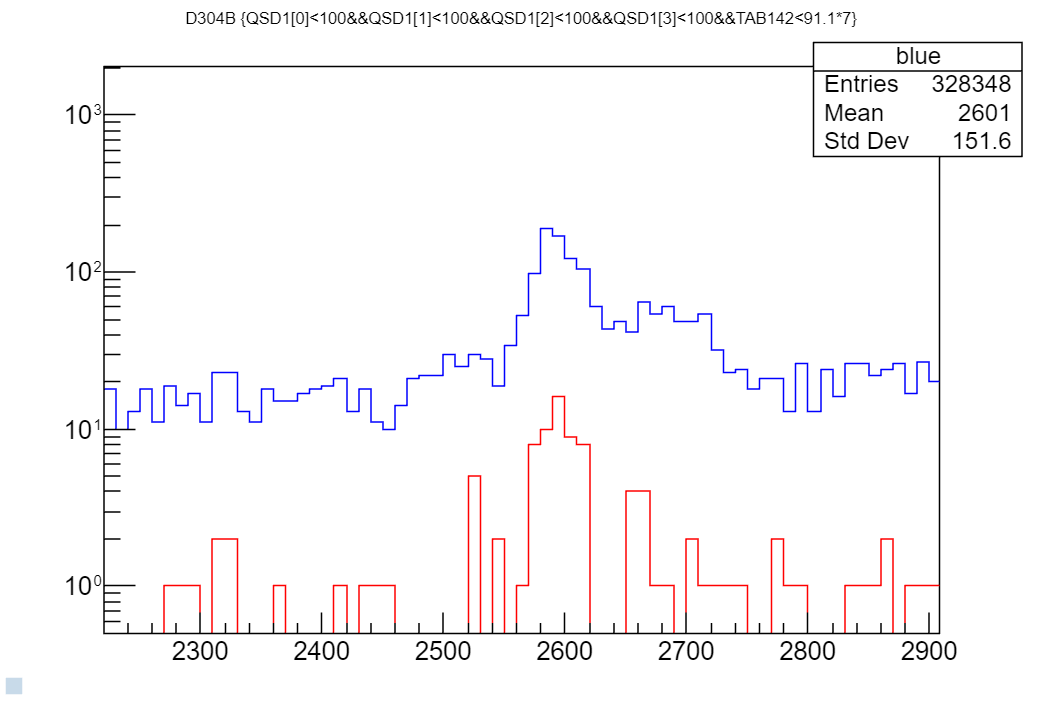 D304B {QSD1[0]<100&&QSD1[1]<100&&QSD1[2]<100&&QSD1[3]<100&&TAB142<91.1*7}
blue
Entries 328348
Mean 2601
Std Dev 151.6
10³
10²
10¹
10⁰
2300 2400 2500 2600 2700 2800 2900